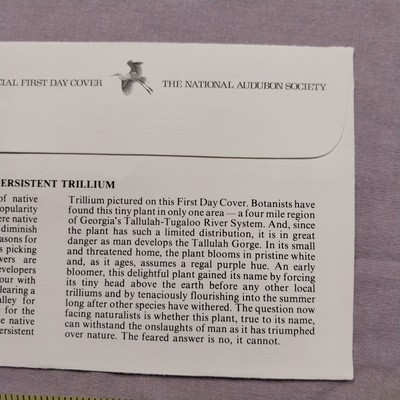 CIAL FIRST DAY COVER THE NATIONAL AUDUBON SOCIETY
PERSISTENT TRILLIUM
of native
opularity
ere native
diminish
asons for
s picking
wers are
evelopers
our with
learing a
lley for
e for the
e native
ersistent
Trillium pictured on this First Day Cover. Botanists have
found this tiny plant in only one area — a four mile region
of Georgia's Tallulah-Tugaloo River System. And, since
the plant has such a limited distribution, it is in great
danger as man develops the Tallulah Gorge. In its small
and threatened home, the plant blooms in pristine white
and, as it ages, assumes a regal purple hue. An early
bloomer, this delightful plant gained its name by forcing
its tiny head above the earth before any other local
trilliums and by tenaciously flourishing into the summer
long after other species have withered. The question now
facing naturalists is whether this plant, true to its name,
can withstand the onslaughts of man as it has triumphed
over nature. The feared answer is no, it cannot.